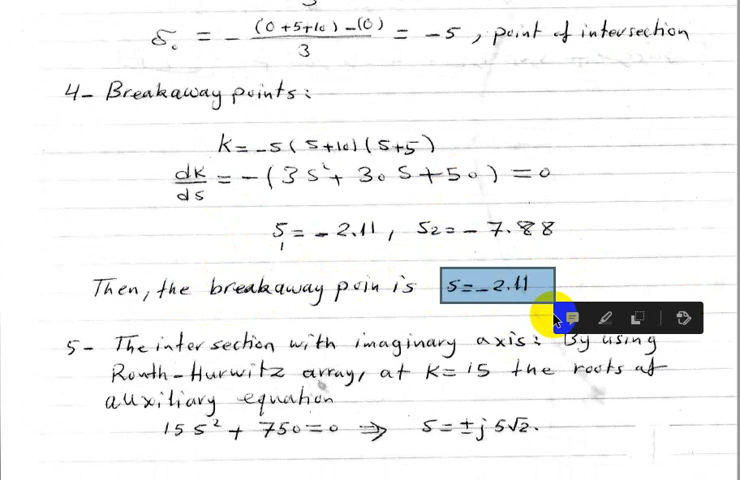 δ₀ = - (0+5+10)-(0) / 3 = -5, point of intersection
4- Breakaway points:
K = -s(s+10)(s+5)
dK/ds = -(3s²+30s+50) = 0
s₁ = -2.11, s₂ = -7.88
Then, the breakaway poin is s=-2.11
5- The intersection with imaginary axis: By using
Routh-Hurwitz array, at K=15 the roots of
auxiliary equation
15s²+750=0 ⇒ s=±j5√2.